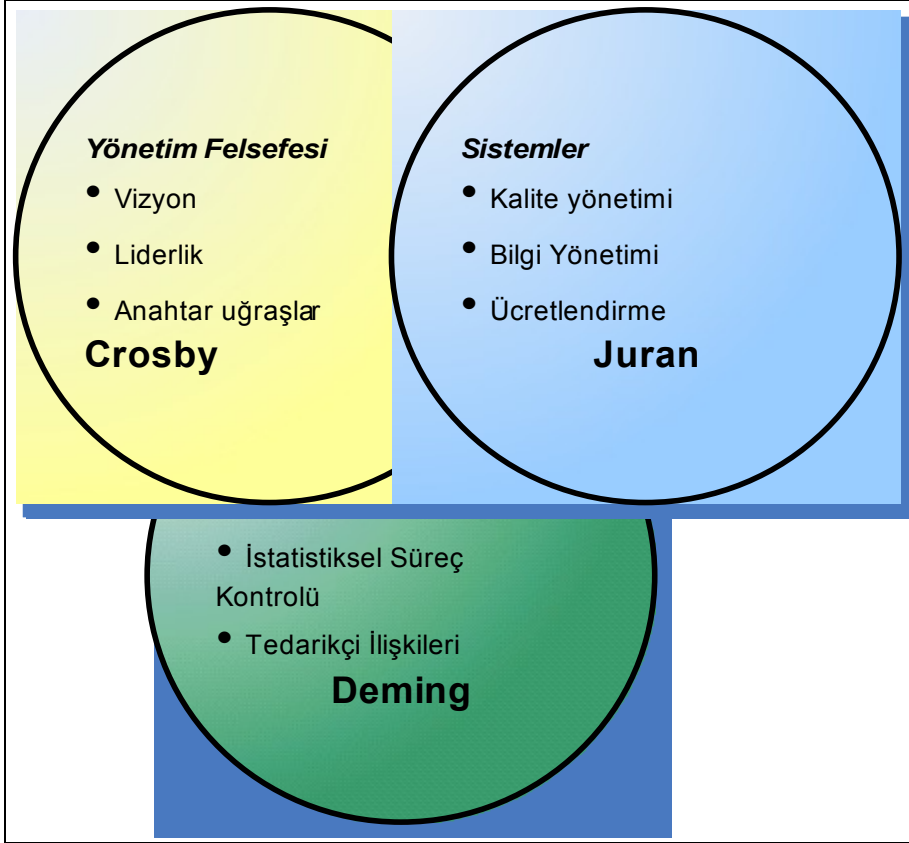 Yönetim Felsefesi
• Vizyon
• Liderlik
• Anahtar uğraşlar
Crosby
Sistemler
• Kalite yönetimi
• Bilgi Yönetimi
• Ücretlendirme
Juran
• İstatistiksel Süreç
Kontrolü
• Tedarikçi İlişkileri
Deming